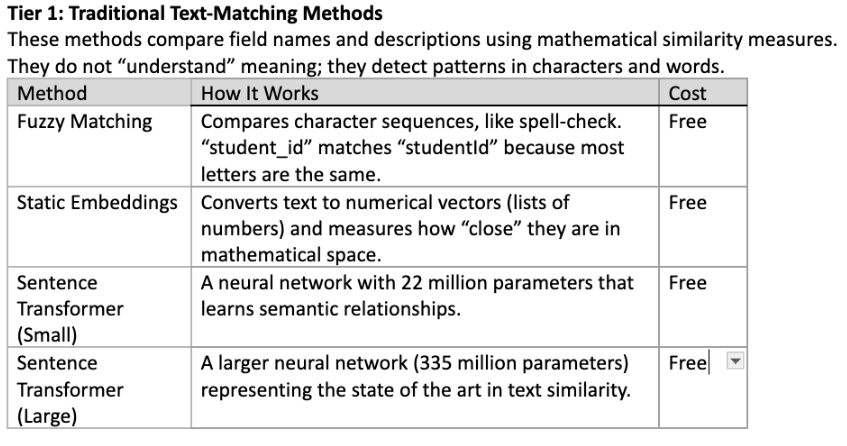 Tier 1: Traditional Text-Matching Methods
These methods compare field names and descriptions using mathematical similarity measures.
They do not “understand” meaning; they detect patterns in characters and words.
Method How It Works Cost
Fuzzy Matching Compares character sequences, like spell-check. Free
“student_id” matches “studentId” because most
letters are the same.
Static Embeddings Converts text to numerical vectors (lists of Free
numbers) and measures how “close” they are in
mathematical space.
Sentence A neural network with 22 million parameters that Free
Transformer learns semantic relationships.
(Small)
Sentence A larger neural network (335 million parameters) Free
Transformer representing the state of the art in text similarity.
(Large)